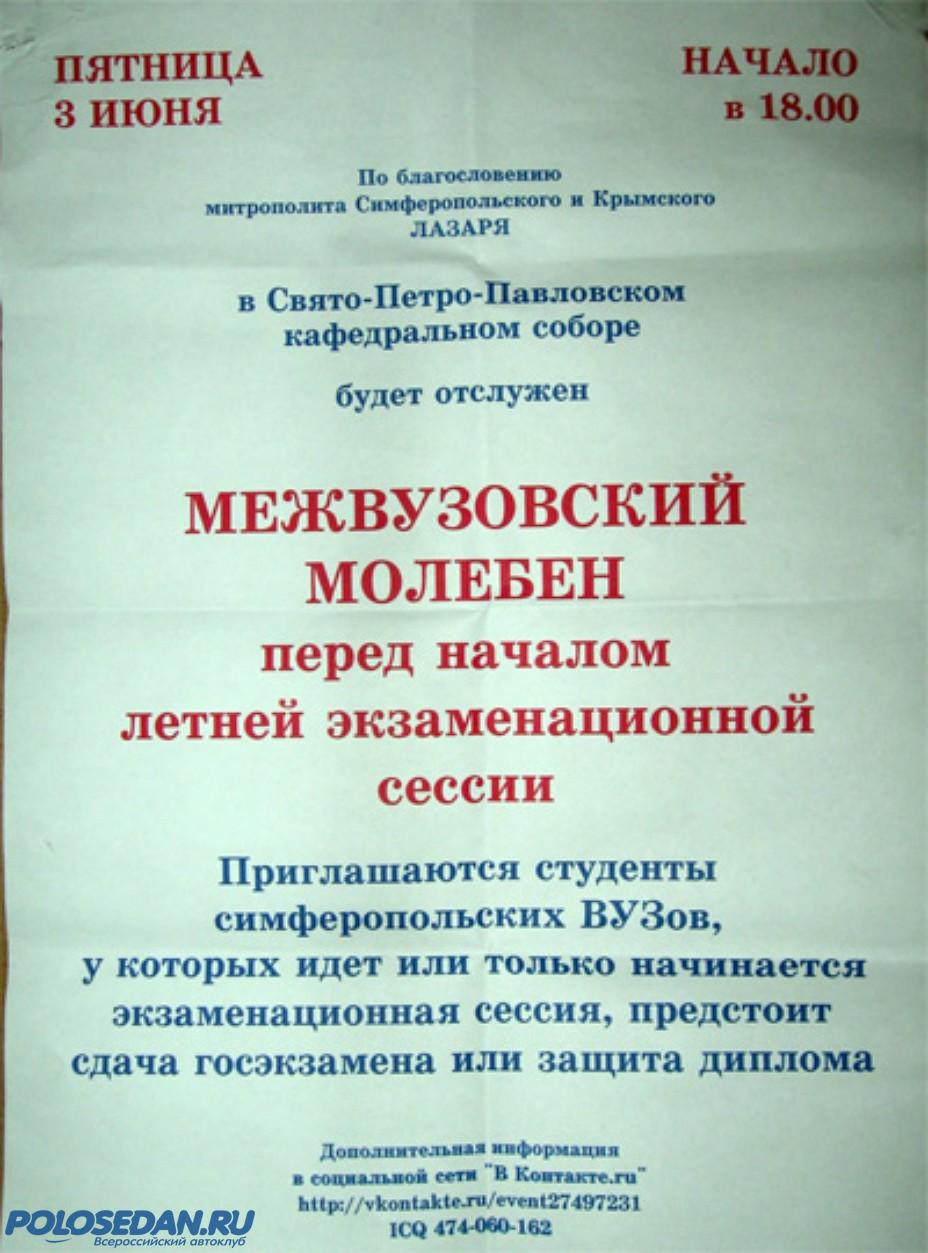 ПЯТНИЦА
3 ИЮНЯ
НАЧАЛО
в 18.00
По благословению
митрополита Симферопольского и Крымского
ЛАЗАРЯ
в Свято-Петро-Павловском
кафедральном соборе
будет отслужен
МЕЖВУЗОВСКИЙ
МОЛЕБЕН
перед началом
летней экзаменационной
сессии
Приглашаются студенты
симферопольских ВУЗов,
у которых идет или только начинается
экзаменационная сессия, предстоит
сдача госэкзамена или защита диплома
Дополнительная информация
в социальной сети "В Контакте.ru"
http://vkontakte.ru/event27497231
ICQ 474-060-162
POLOSEDAN.RU
Всероссийский автоклуб